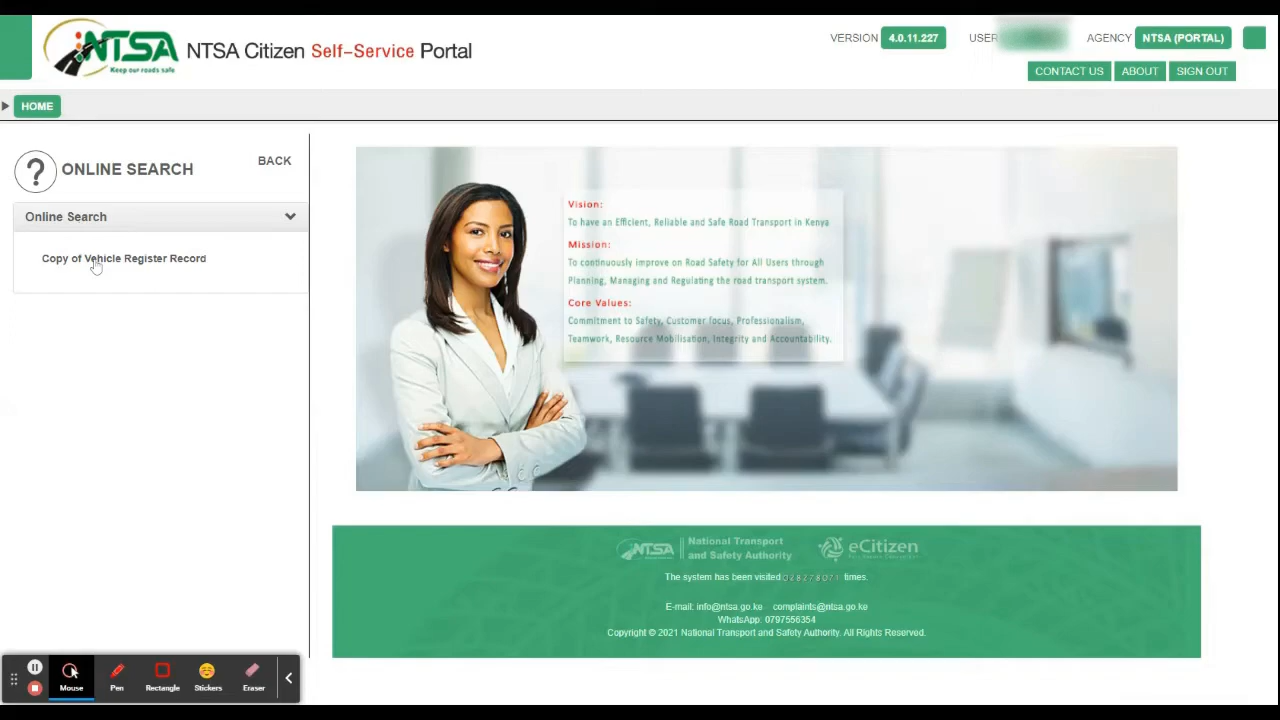 NTSA
Keep our roads safe
NTSA Citizen Self-Service Portal
VERSION 4.0.11.227 USER AGENCY NTSA (PORTAL)
CONTACT US ABOUT SIGN OUT
HOME
? ONLINE SEARCH BACK
Online Search
Copy of Vehicle Register Record
Vision:
To have an Efficient, Reliable and Safe Road Transport in Kenya
Mission:
To continuously improve on Road Safety for All Users through
Planning, Managing and Regulating the road transport system.
Core Values:
Commitment to Safety, Customer focus, Professionalism,
Teamwork, Resource Mobilisation, Integrity and Accountability.
NTSA National Transport and Safety Authority
eCitizen
The system has been visited 028278071 times.
E-mail: info@ntsa.go.ke complaints@ntsa.go.ke
WhatsApp: 0797556354
Copyright © 2021 National Transport and Safety Authority. All Rights Reserved.
Mouse Pen Rectangle Stickers Eraser